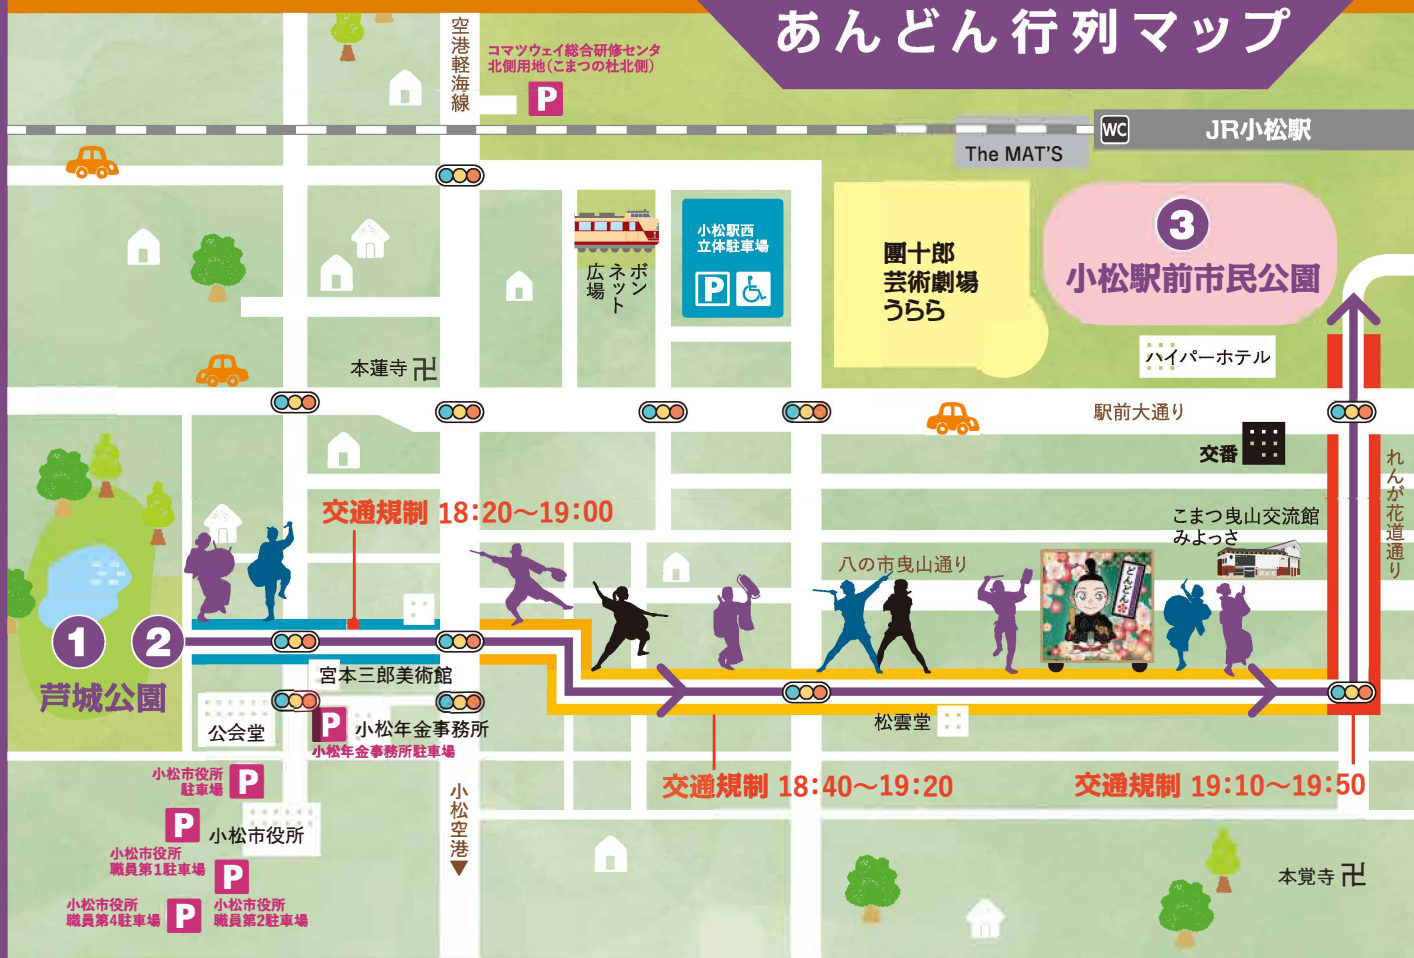 あんどん行列マップ
空港軽海線
コマツウェイ総合研修センタ
北側用地(こまつの杜北側)
P
WC
JR小松駅
The MAT'S
3
小松駅前市民公園
小松駅西
立体駐車場
P
ボンネット
広場
團十郎
芸術劇場
うらら
ハイパーホテル
本蓮寺卍
駅前大通り
交番
れんが花道通り
交通規制 18:20〜19:00
こまつ曳山交流館
みよっさ
八の市曳山通り
どんどん
1
2
芦城公園
宮本三郎美術館
公会堂
P
小松年金事務所
小松年金事務所駐車場
松雲堂
交通規制 18:40〜19:20
交通規制 19:10〜19:50
小松市役所
駐車場
P
小松空港▼
P
小松市役所
小松市役所
職員第1駐車場
P
小松市役所
職員第4駐車場
P
小松市役所
職員第2駐車場
本覚寺卍